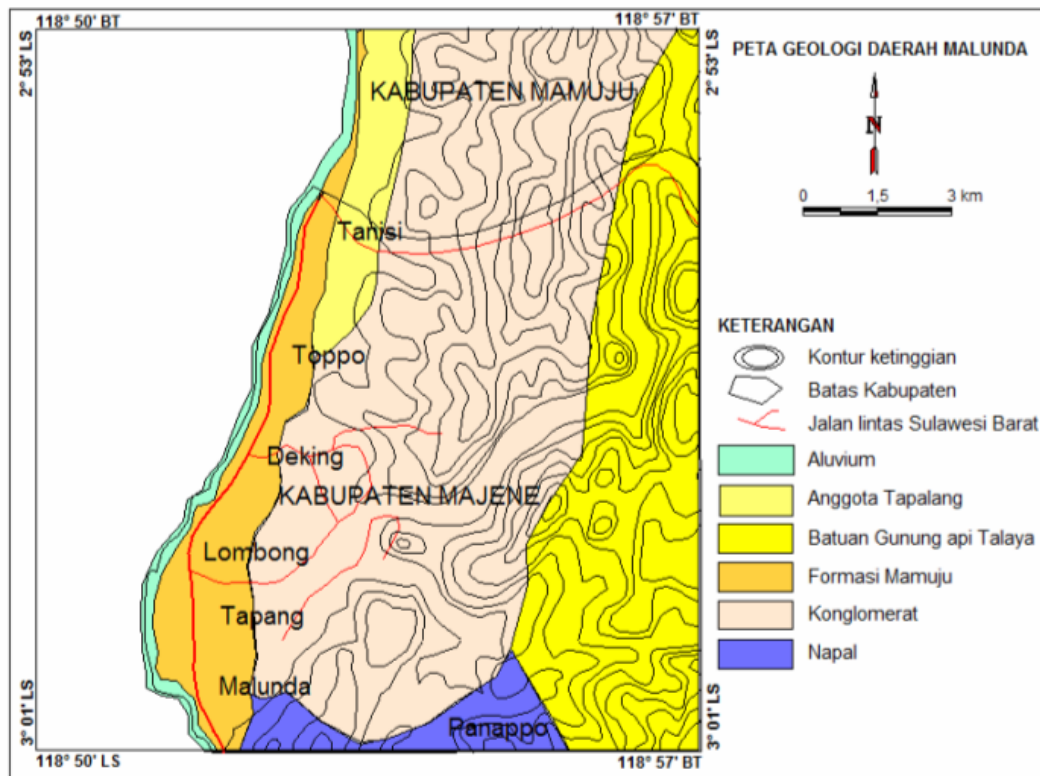 118° 50' BT
118° 57' BT
2° 53' LS
2° 53' LS
PETA GEOLOGI DAERAH MALUNDA
N
0 1,5 3 km
KABUPATEN MAMUJU
Tanisi
Toppo
Deking
KABUPATEN MAJENE
Lombong
Tapang
Malunda
Panappo
KETERANGAN
Kontur ketinggian
Batas Kabupaten
Jalan lintas Sulawesi Barat
Aluvium
Anggota Tapalang
Batuan Gunung api Talaya
Formasi Mamuju
Konglomerat
Napal
3° 01' LS
3° 01' LS
118° 50' LS
118° 57' BT